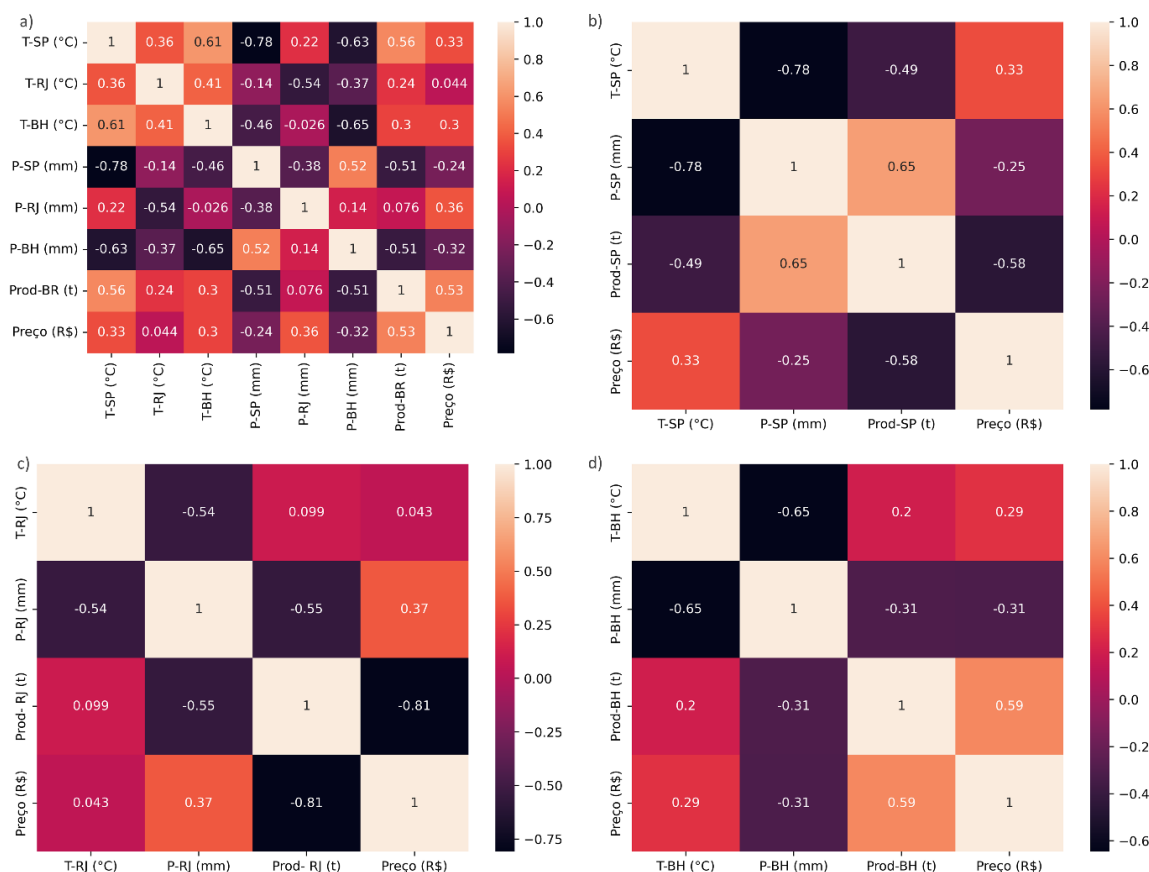 a)
T-SP (°C) 1 0.36 0.61 -0.78 0.22 -0.63 0.56 0.33
T-RJ (°C) 0.36 1 0.41 -0.14 -0.54 -0.37 0.24 0.044
T-BH (°C) 0.61 0.41 1 -0.46 -0.026 -0.65 0.3 0.3
P-SP (mm) -0.78 -0.14 -0.46 1 -0.38 0.52 -0.51 -0.24
P-RJ (mm) 0.22 -0.54 -0.026 -0.38 1 0.14 0.076 0.36
P-BH (mm) -0.63 -0.37 -0.65 0.52 0.14 1 -0.51 -0.32
Prod-BR (t) 0.56 0.24 0.3 -0.51 0.076 -0.51 1 0.53
Preço (R$) 0.33 0.044 0.3 -0.24 0.36 -0.32 0.53 1
T-SP (°C) T-RJ (°C) T-BH (°C) P-SP (mm) P-RJ (mm) P-BH (mm) Prod-BR (t) Preço (R$)
1.0
0.8
0.6
0.4
0.2
0.0
−0.2
−0.4
−0.6
b)
T-SP (°C) 1 -0.78 -0.49 0.33
P-SP (mm) -0.78 1 0.65 -0.25
Prod-SP (t) -0.49 0.65 1 -0.58
Preço (R$) 0.33 -0.25 -0.58 1
T-SP (°C) P-SP (mm) Prod-SP (t) Preço (R$)
1.0
0.8
0.6
0.4
0.2
0.0
−0.2
−0.4
−0.6
c)
T-RJ (°C) 1 -0.54 0.099 0.043
P-RJ (mm) -0.54 1 -0.55 0.37
Prod- RJ (t) 0.099 -0.55 1 -0.81
Preço (R$) 0.043 0.37 -0.81 1
T-RJ (°C) P-RJ (mm) Prod- RJ (t) Preço (R$)
1.00
0.75
0.50
0.25
0.00
−0.25
−0.50
−0.75
d)
T-BH (°C) 1 -0.65 0.2 0.29
P-BH (mm) -0.65 1 -0.31 -0.31
Prod-BH (t) 0.2 -0.31 1 0.59
Preço (R$) 0.29 -0.31 0.59 1
T-BH (°C) P-BH (mm) Prod-BH (t) Preço (R$)
1.0
0.8
0.6
0.4
0.2
0.0
−0.2
−0.4
−0.6